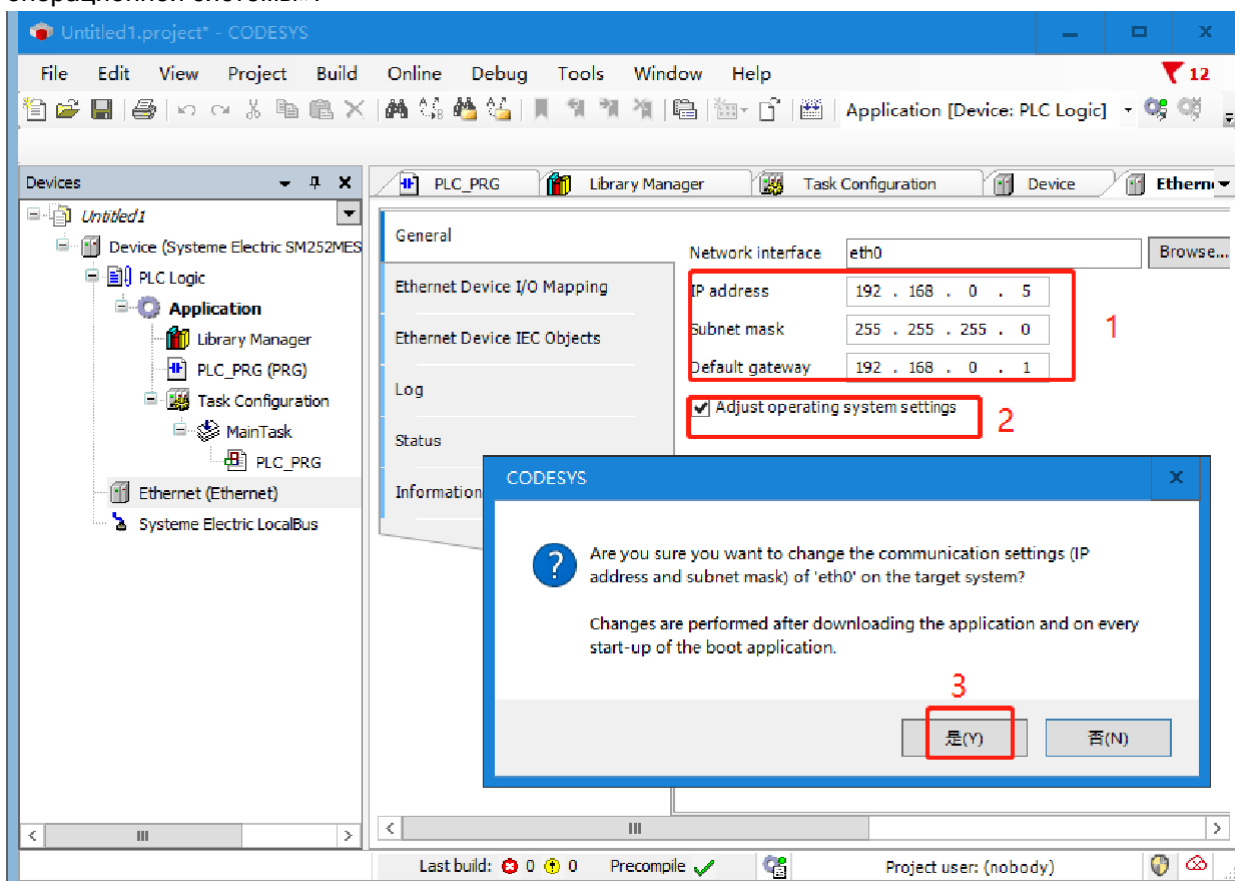 Untitled1.project* - CODESYS
File Edit View Project Build Online Debug Tools Window Help
12
Application [Device: PLC Logic]
Devices
Untitled1
Device (Systeme Electric SM252MES
PLC Logic
Application
Library Manager
PLC_PRG (PRG)
Task Configuration
MainTask
PLC_PRG
Ethernet (Ethernet)
Systeme Electric LocalBus
PLC_PRG Library Manager Task Configuration Device
General
Ethernet Device I/O Mapping
Ethernet Device IEC Objects
Log
Status
Information
Network interface eth0 Browse...
IP address 192 . 168 . 0 . 5
Subnet mask 255 . 255 . 255 . 0
Default gateway 192 . 168 . 0 . 1
1
Adjust operating system settings
2
CODESYS
Are you sure you want to change the communication settings (IP
address and subnet mask) of 'eth0' on the target system?
Changes are performed after downloading the application and on every
start-up of the boot application.
3
是(Y) 否(N)
Last build: 0 0 Precompile Project user: (nobody)